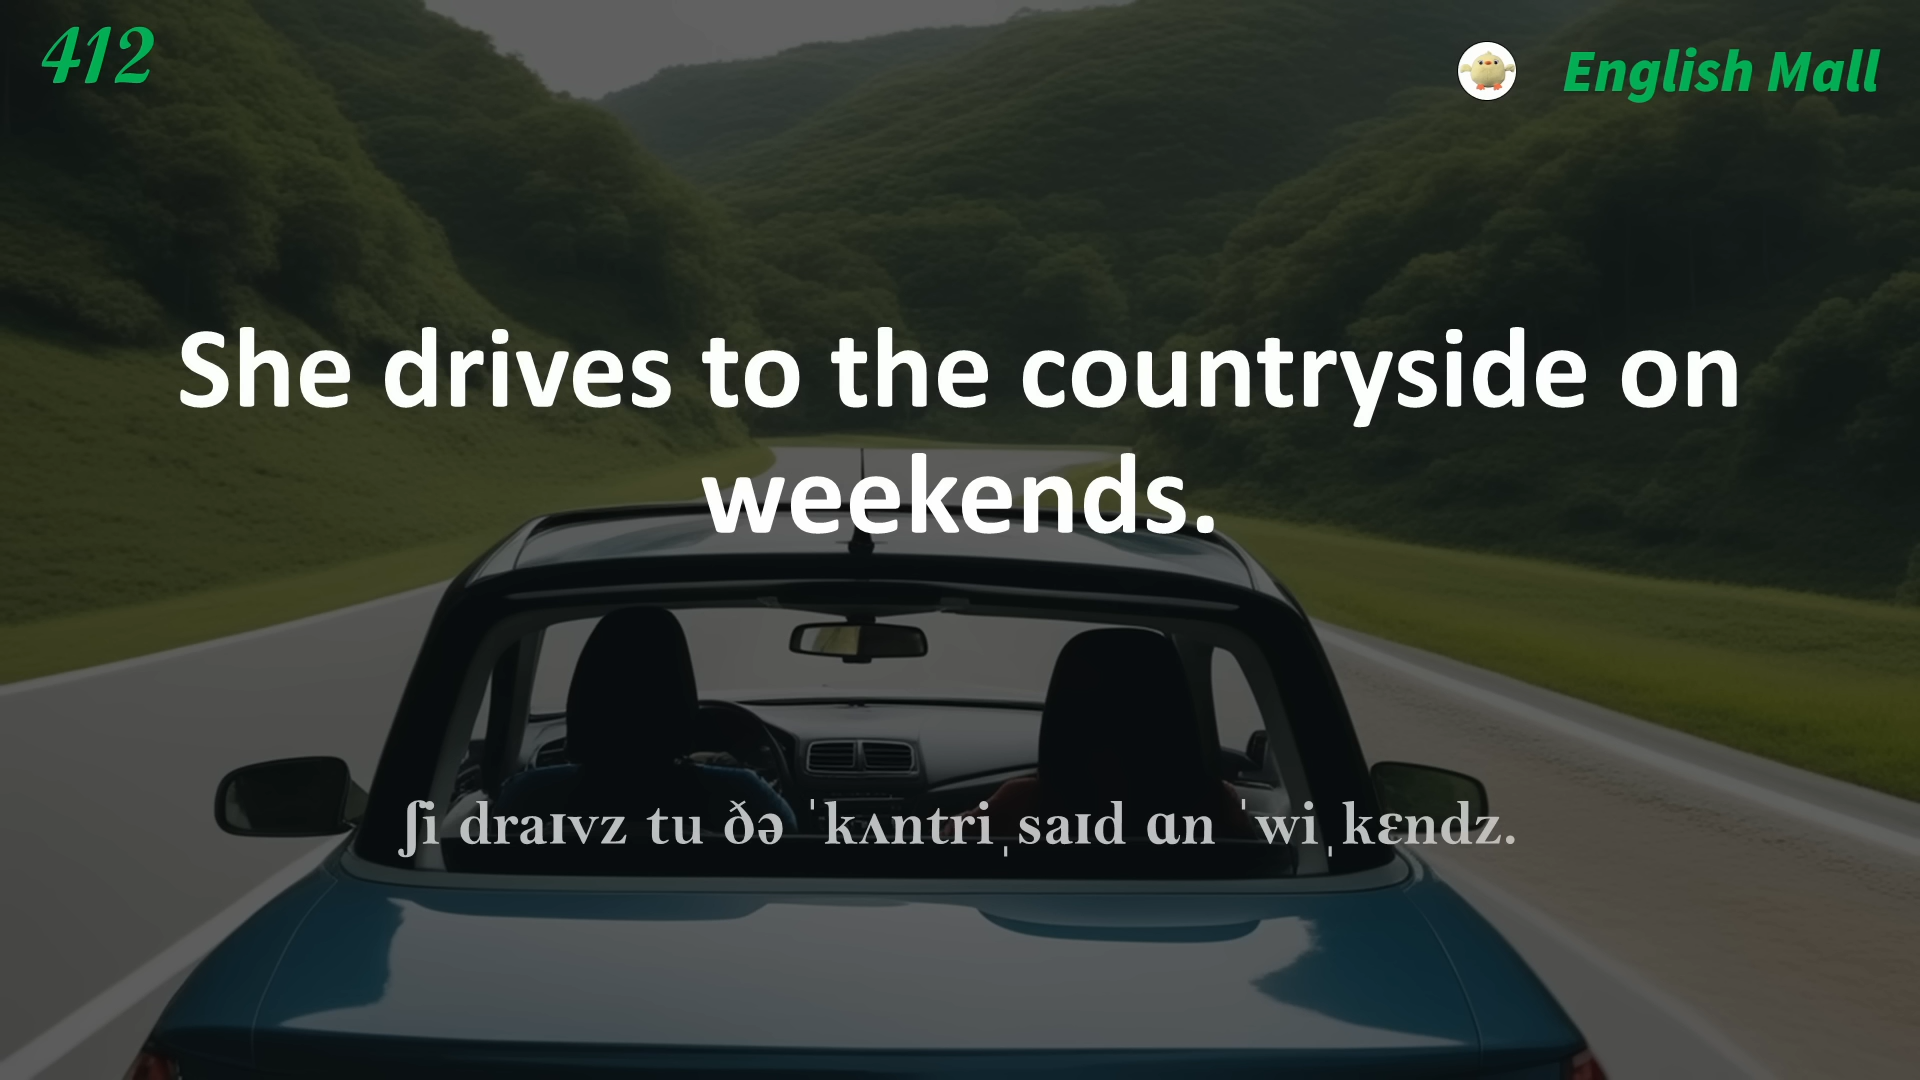 412
English Mall
She drives to the countryside on
weekends.
ʃi draɪvz tu ðə ˈkʌntriˌsaɪd ɑn ˈwiˌkɛndz.